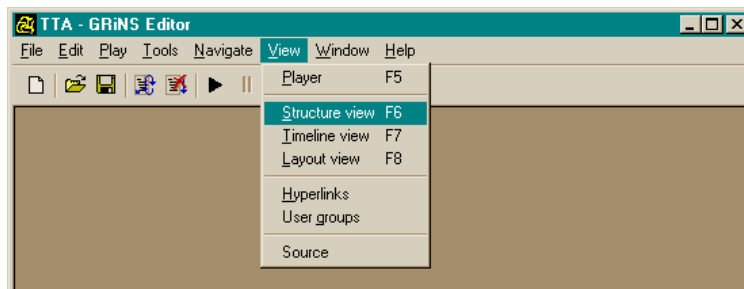 TTA - GRiNS Editor
File Edit Play Tools Navigate View Window Help
Player F5
Structure view F6
Timeline view F7
Layout view F8
Hyperlinks
User groups
Source